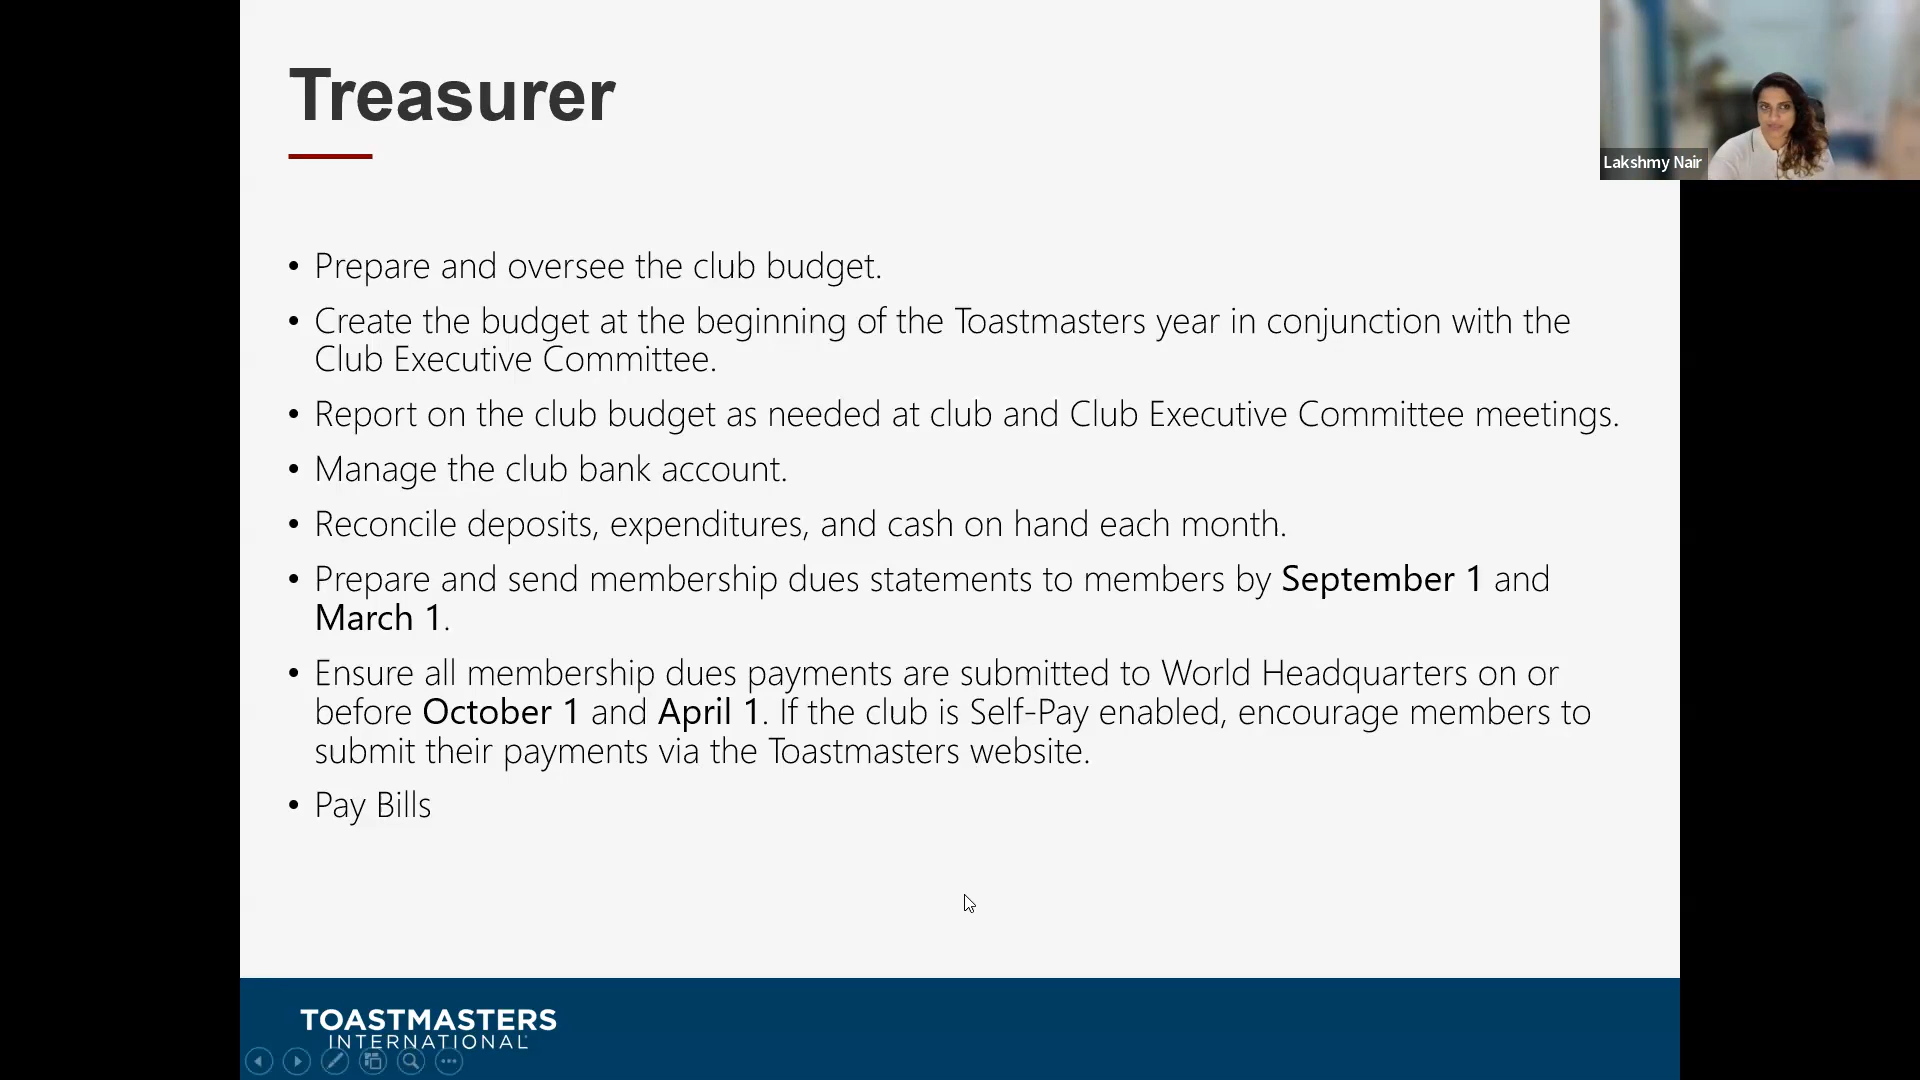 Treasurer
Lakshmy Nair
• Prepare and oversee the club budget.
• Create the budget at the beginning of the Toastmasters year in conjunction with the
Club Executive Committee.
• Report on the club budget as needed at club and Club Executive Committee meetings.
• Manage the club bank account.
• Reconcile deposits, expenditures, and cash on hand each month.
• Prepare and send membership dues statements to members by September 1 and
March 1.
• Ensure all membership dues payments are submitted to World Headquarters on or
before October 1 and April 1. If the club is Self-Pay enabled, encourage members to
submit their payments via the Toastmasters website.
• Pay Bills
TOASTMASTERS
INTERNATIONAL